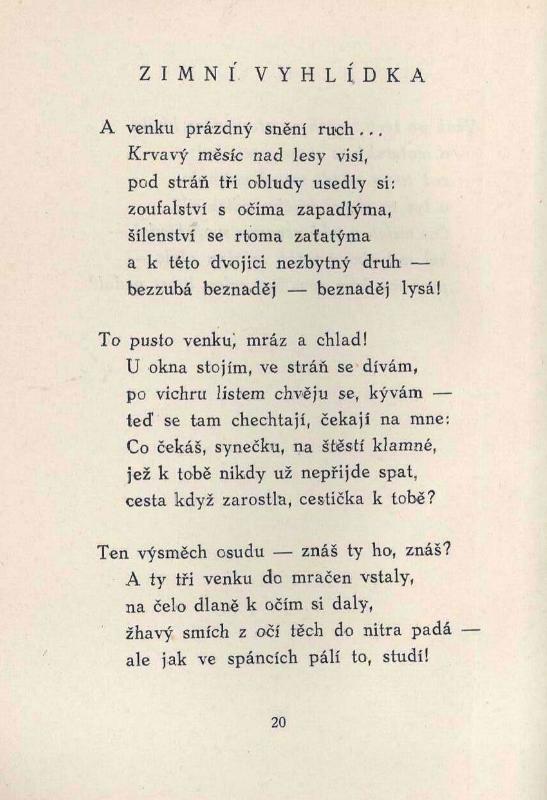 ZIMNÍ VYHLÍDKA
A venku prázdný snění ruch...
Krvavý měsíc nad lesy visí,
pod stráň tři obludy usedly si:
zoufalství s očima zapadlýma,
šílenství se rtoma zaťatýma
a k této dvojici nezbytný druh —
bezzubá beznaděj — beznaděj lysá!
To pusto venku, mráz a chlad!
U okna stojím, ve stráň se dívám,
po vichru listem chvěju se, kývám —
teď se tam chechtají, čekají na mne:
Co čekáš, synečku, na štěstí klamné,
jež k tobě nikdy už nepřijde spat,
cesta když zarostla, cestička k tobě?
Ten výsměch osudu — znáš ty ho, znáš?
A ty tři venku do mračen vstaly,
na čelo dlaně k očím si daly,
žhavý smích z očí těch do nitra padá —
ale jak ve spáncích pálí to, studí!
20